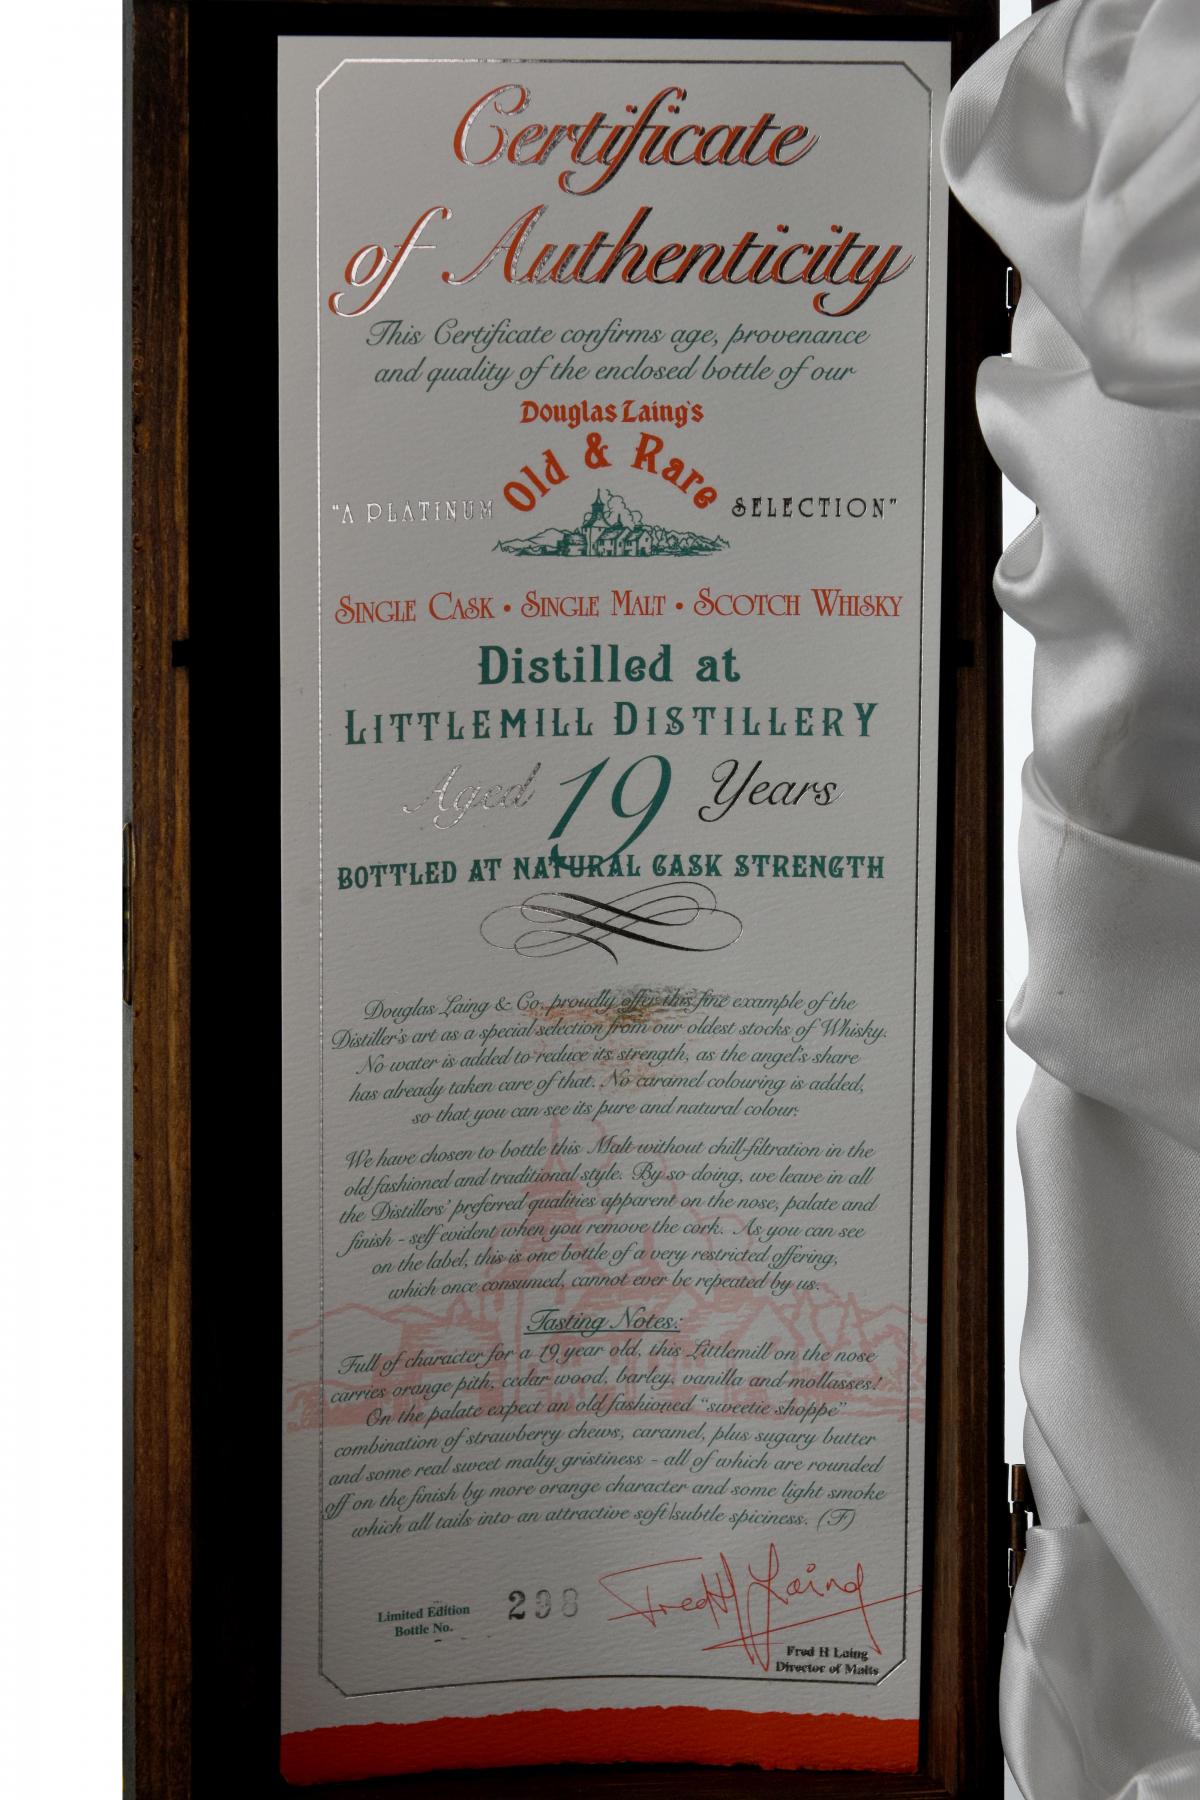 Certificate
of Authenticity
This Certificate confirms age, provenance
and quality of the enclosed bottle of our
Douglas Laing's
Old & Rare
"A PLATINUM SELECTION"
SINGLE CASK • SINGLE MALT • SCOTCH WHISKY
Distilled at
LITTLEMILL DISTILLERY
Aged 19 Years
BOTTLED AT NATURAL CASK STRENGTH
Douglas Laing & Co. proudly offer this fine example of the
Distiller's art as a special selection from our oldest stocks of Whisky.
No water is added to reduce its strength, as the angel's share
has already taken care of that. No caramel colouring is added,
so that you can see its pure and natural colour.
We have chosen to bottle this Malt without chill-filtration in the
old fashioned and traditional style. By so doing, we leave in all
the Distillers' preferred qualities apparent on the nose, palate and
finish - self evident when you remove the cork. As you can see
on the label, this is one bottle of a very restricted offering,
which once consumed, cannot ever be repeated by us.
Tasting Notes:
Full of character for a 19 year old, this Littlemill on the nose
carries orange pith, cedar wood, barley, vanilla and mollasses!
On the palate expect an old fashioned "sweetie shoppe"
combination of strawberry chews, caramel, plus sugary butter
and some real sweet malty gristiness - all of which are rounded
off on the finish by more orange character and some light smoke
which all tails into an attractive soft\subtle spiciness. (F)
Limited Edition
Bottle No. 298
Fred H Laing
Fred H Laing
Director of Malts